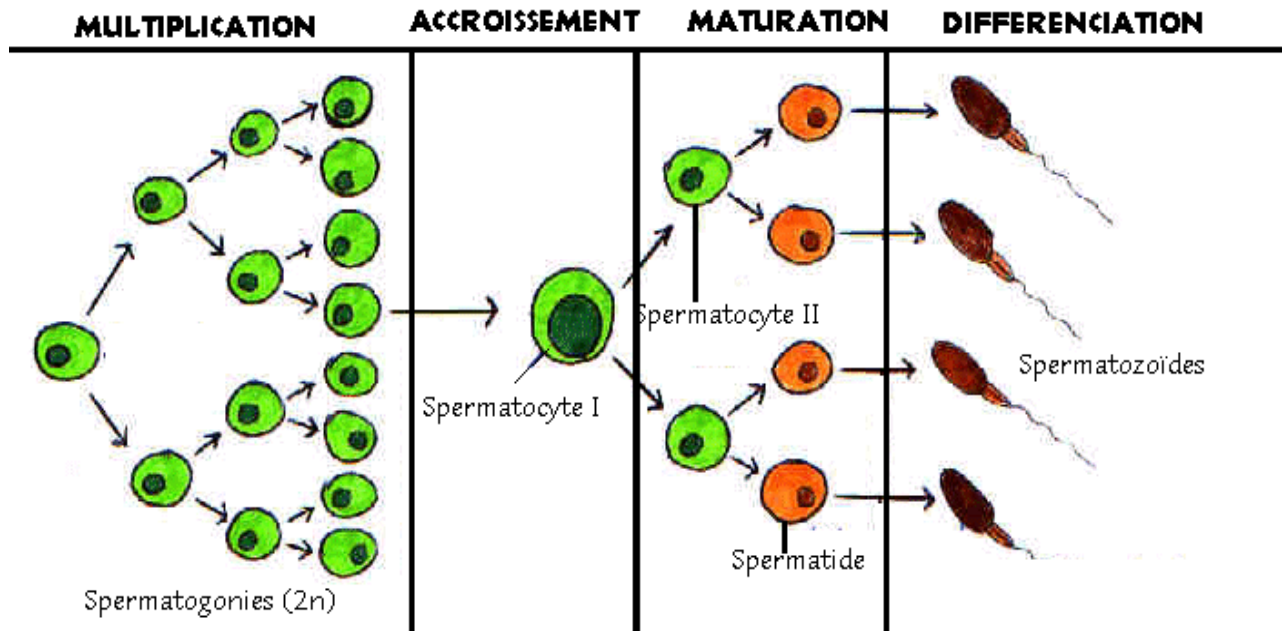 MULTIPLICATION
ACCROISSEMENT
MATURATION
DIFFERENCIATION
Spermatocyte II
Spermatozoïdes
Spermatocyte I
Spermatide
Spermatogonies (2n)